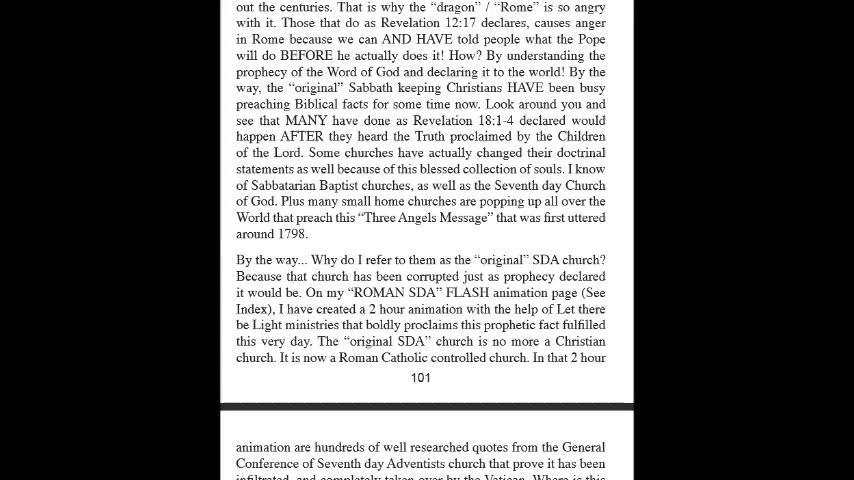 out the centuries. That is why the “dragon” / “Rome” is so angry
with it. Those that do as Revelation 12:17 declares, causes anger
in Rome because we can AND HAVE told people what the Pope
will do BEFORE he actually does it! How? By understanding the
prophecy of the Word of God and declaring it to the world! By the
way, the “original” Sabbath keeping Christians HAVE been busy
preaching Biblical facts for some time now. Look around you and
see that MANY have done as Revelation 18:1-4 declared would
happen AFTER they heard the Truth proclaimed by the Children
of the Lord. Some churches have actually changed their doctrinal
statements as well because of this blessed collection of souls. I know
of Sabbatarian Baptist churches, as well as the Seventh day Church
of God. Plus many small home churches are popping up all over the
World that preach this “Three Angels Message” that was first uttered
around 1798.
By the way... Why do I refer to them as the “original” SDA church?
Because that church has been corrupted just as prophecy declared
it would be. On my “ROMAN SDA” FLASH animation page (See
Index), I have created a 2 hour animation with the help of Let there
be Light ministries that boldly proclaims this prophetic fact fulfilled
this very day. The “original SDA” church is no more a Christian
church. It is now a Roman Catholic controlled church. In that 2 hour
101
animation are hundreds of well researched quotes from the General
Conference of Seventh day Adventists church that prove it has been
infiltrated, and completely taken over by the Vatican. Where is this